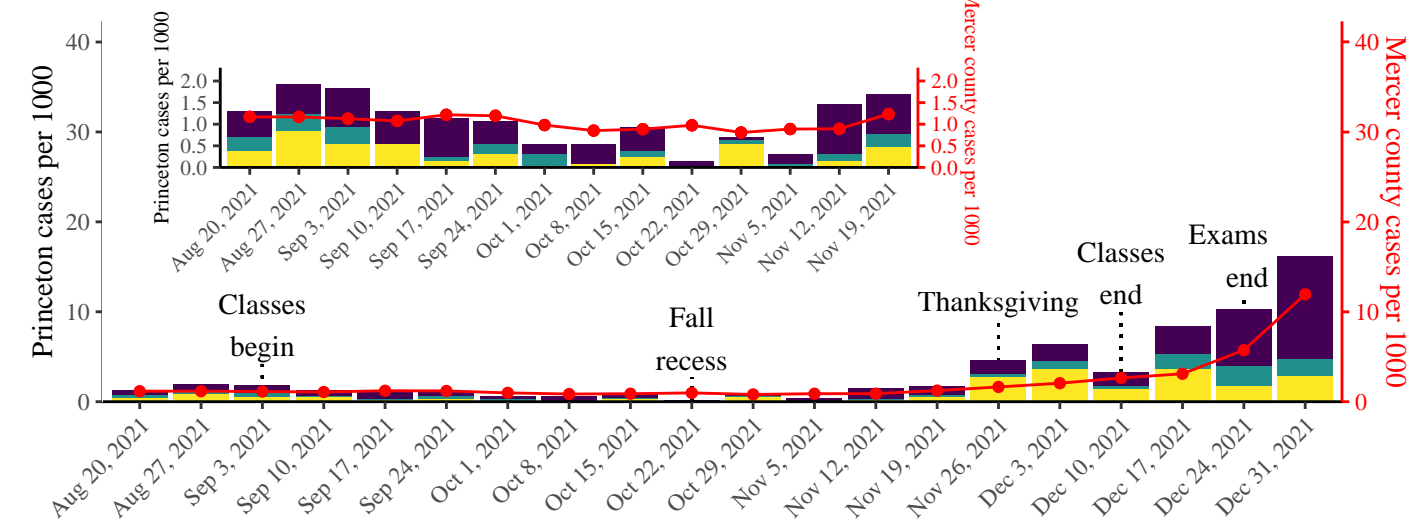 Princeton cases per 1000
40
30
20
10
0
Princeton cases per 1000
2.0
1.5
1.0
0.5
0.0
Mercer county cases per 1000
2.0
1.5
1.0
0.5
0.0
Aug 20, 2021
Aug 27, 2021
Sep 3, 2021
Sep 10, 2021
Sep 17, 2021
Sep 24, 2021
Oct 1, 2021
Oct 8, 2021
Oct 15, 2021
Oct 22, 2021
Oct 29, 2021
Nov 5, 2021
Nov 12, 2021
Nov 19, 2021
Classes
begin
Fall
recess
Thanksgiving
Classes
end
Exams
end
40
30
20
10
0
Mercer county cases per 1000
Aug 20, 2021
Aug 27, 2021
Sep 3, 2021
Sep 10, 2021
Sep 17, 2021
Sep 24, 2021
Oct 1, 2021
Oct 8, 2021
Oct 15, 2021
Oct 22, 2021
Oct 29, 2021
Nov 5, 2021
Nov 12, 2021
Nov 19, 2021
Nov 26, 2021
Dec 3, 2021
Dec 10, 2021
Dec 17, 2021
Dec 24, 2021
Dec 31, 2021